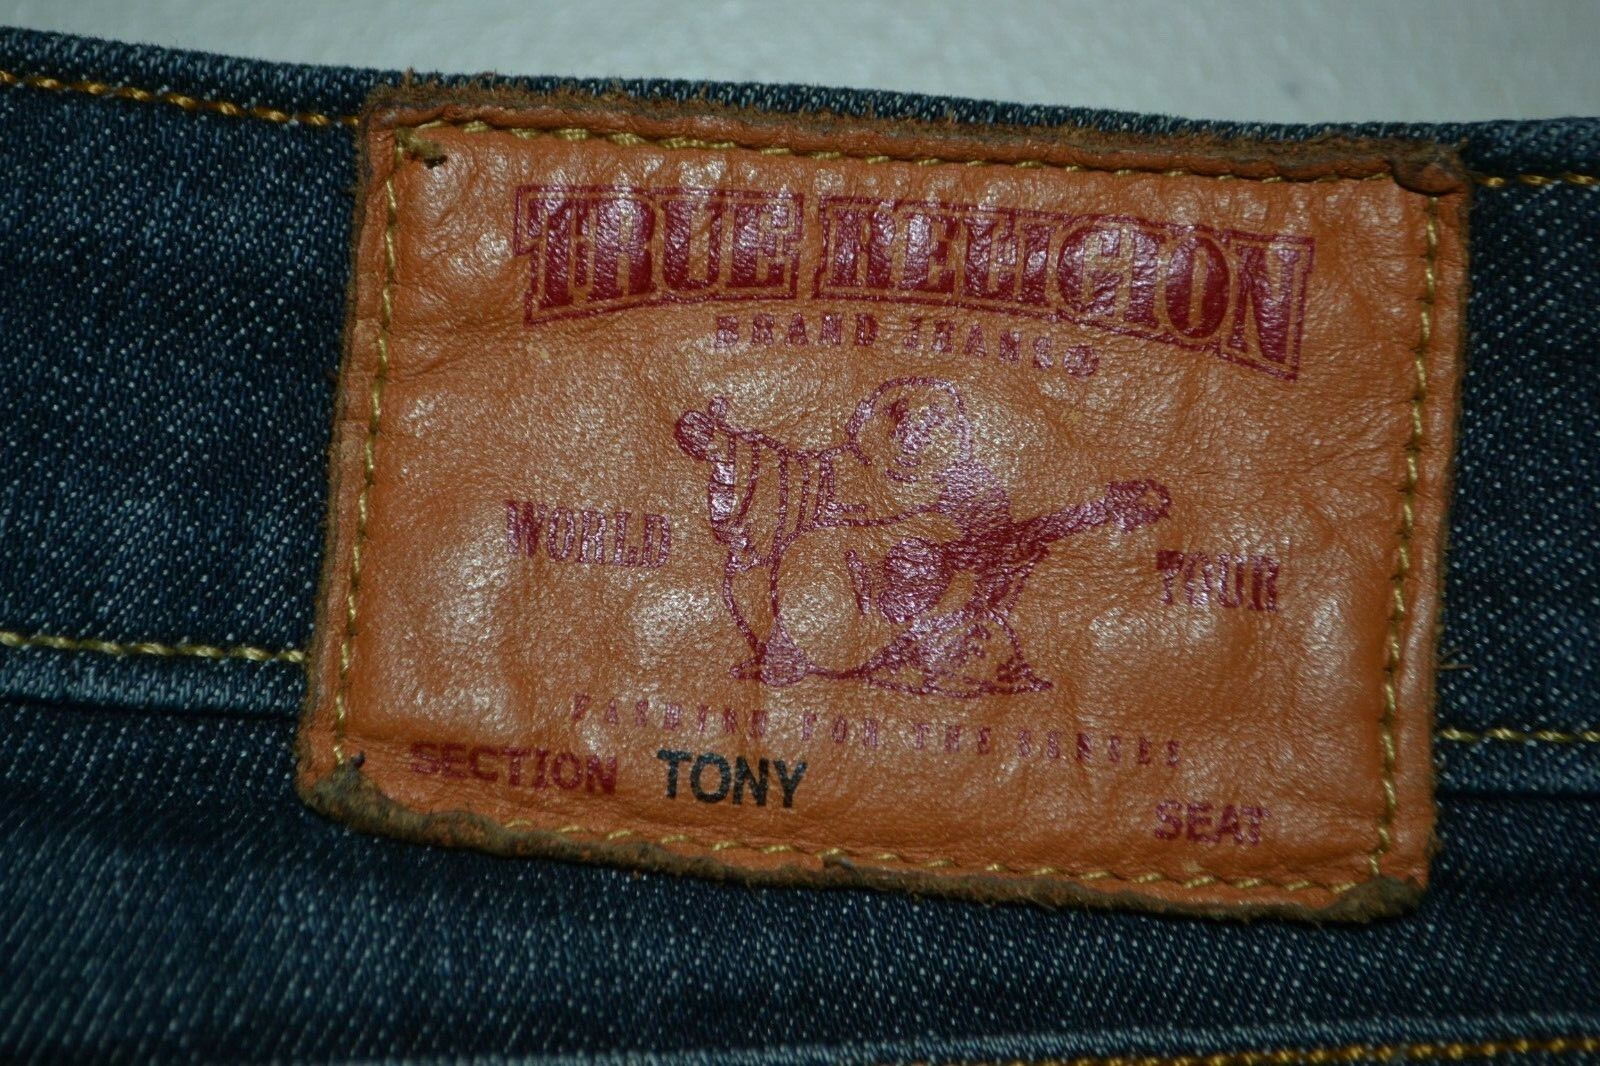 TRUE RELIGION
BRAND JEANS®
WORLD TOUR
FASHION FOR THE SENSES
SECTION TONY
SEAT